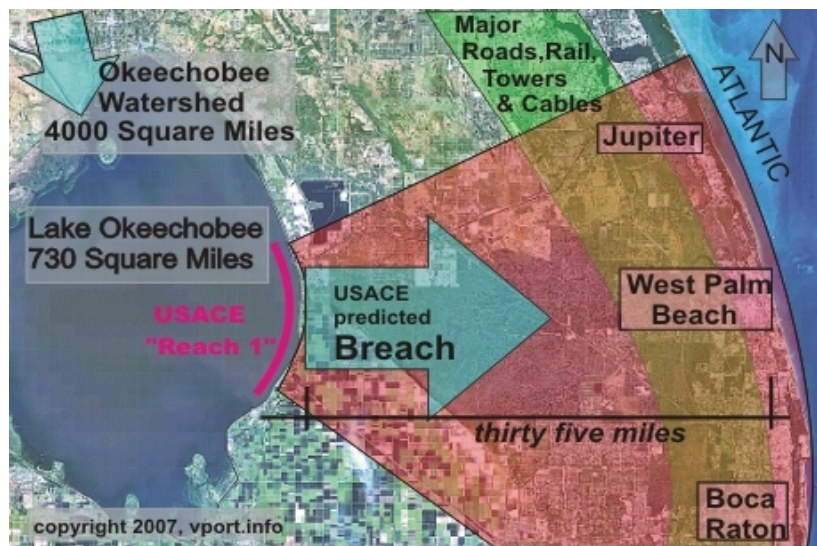 Okeechobee
Watershed
4000 Square Miles
Major
Roads,Rail,
Towers
& Cables
N
ATLANTIC
Jupiter
Lake Okeechobee
730 Square Miles
USACE
"Reach 1"
USACE
predicted
Breach
West Palm
Beach
thirty five miles
Boca
Raton
copyright 2007, vport.info